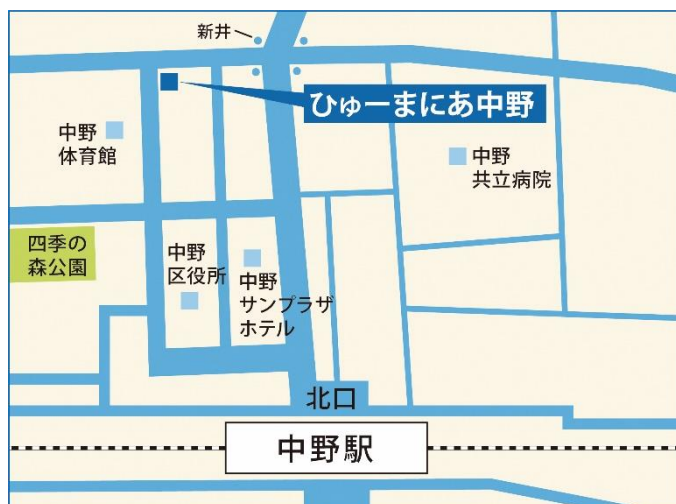 新井
ひゅーまにあ中野
中野
体育館
中野
共立病院
四季の
森公園
中野
区役所
中野
サンプラザ
ホテル
北口
中野駅